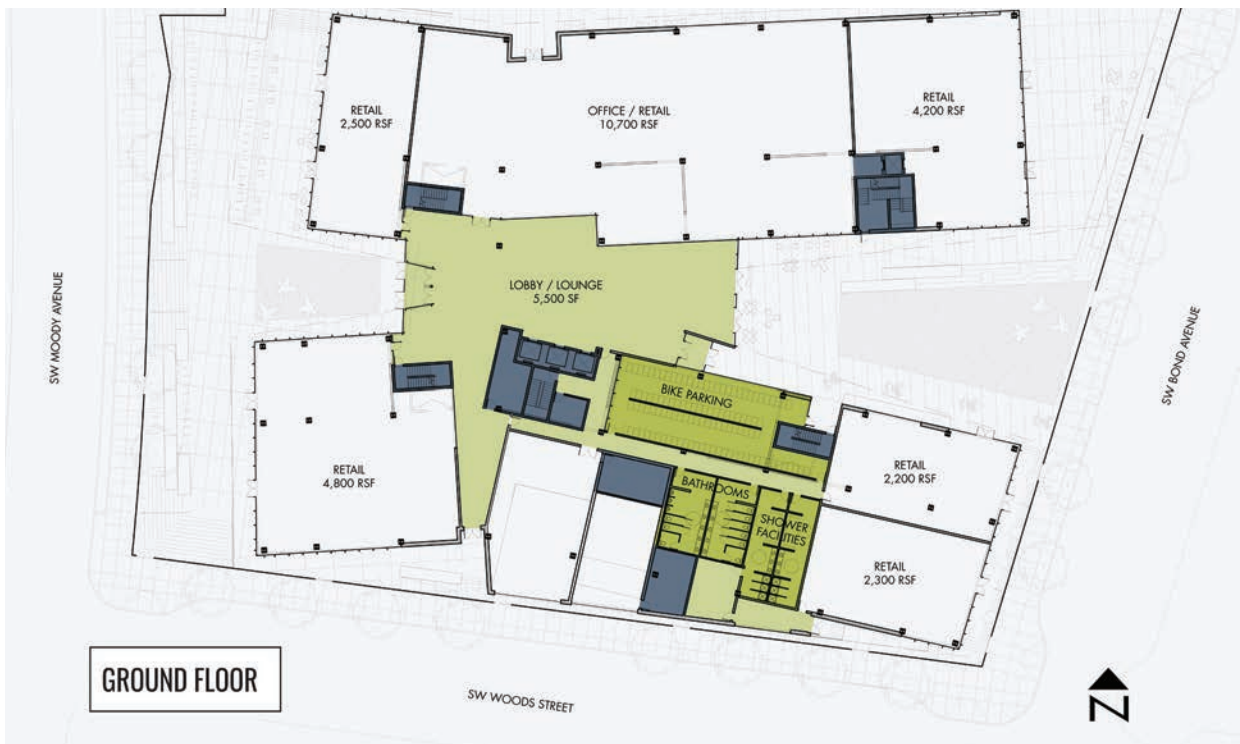 RETAIL
2,500 RSF
OFFICE / RETAIL
10,700 RSF
RETAIL
4,200 RSF
LOBBY / LOUNGE
5,500 SF
SW MOODY AVENUE
SW BOND AVENUE
BIKE PARKING
RETAIL
4,800 RSF
RETAIL
2,200 RSF
BATHROOMS
SHOWER
FACILITIES
RETAIL
2,300 RSF
GROUND FLOOR
SW WOODS STREET
N